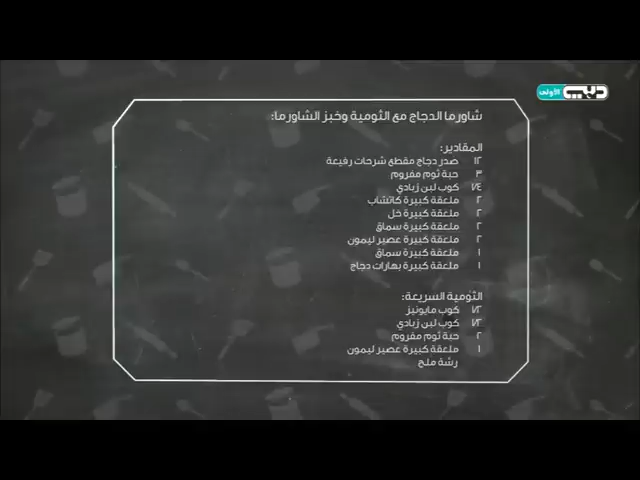 دبي الأولى
شاورما الدجاج مع الثومية وخبز الشاورما:
المقادير:
١٢ صدر دجاج مقطع شرحات رفيعة
٣ حبة ثوم مفروم
١/٤ كوب لبن زبادي
٢ ملعقة كبيرة كاتشاب
٢ ملعقة كبيرة خل
٢ ملعقة كبيرة سماق
٢ ملعقة كبيرة عصير ليمون
١ ملعقة كبيرة سماق
١ ملعقة كبيرة بهارات دجاج
الثومية السريعة:
١/٢ كوب مايونيز
١/٢ كوب لبن زبادي
٢ حبة ثوم مفروم
١ ملعقة كبيرة عصير ليمون
رشة ملح